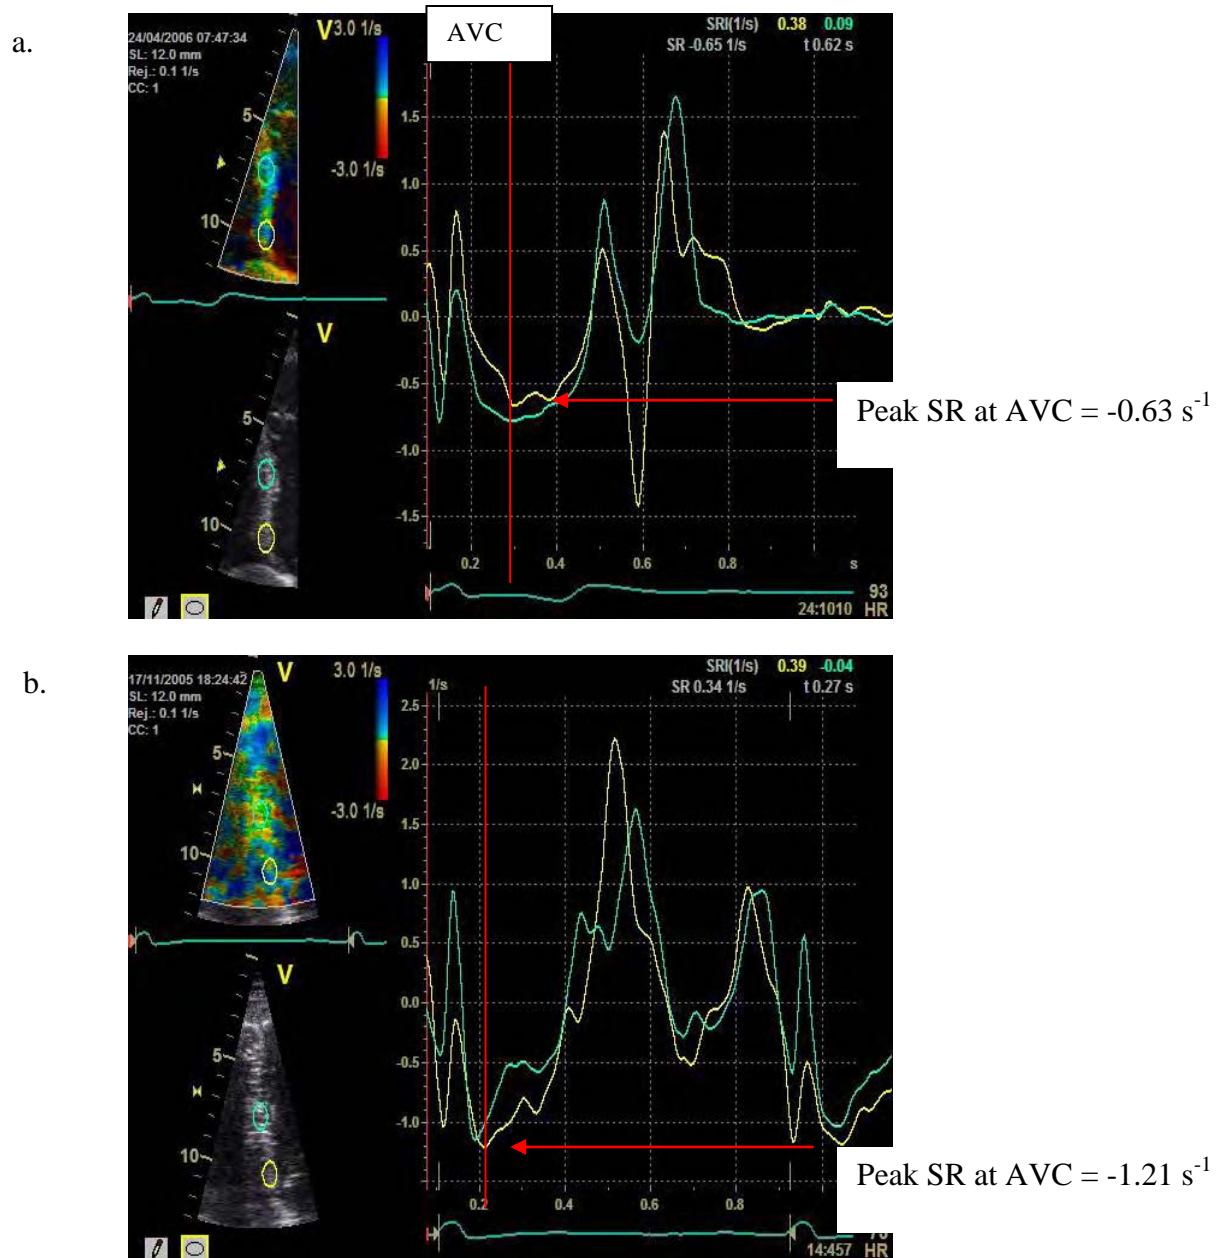 a.
24/04/2006 07:47:34
SL: 12.0 mm
Rej.: 0.1 1/s
CC: 1
V
3.0 1/s
-3.0 1/s
5
10
V
5
10
AVC
SRI(1/s) 0.38 0.09
SR -0.65 1/s t 0.62 s
1.5
1.0
0.5
0.0
-0.5
-1.0
-1.5
0.2 0.4 0.6 s
Peak SR at AVC = -0.63 s-1
93
24:1010 HR
b.
17/11/2005 18:24:42
SL: 12.0 mm
Rej.: 0.1 1/s
CC: 1
V
3.0 1/s
-3.0 1/s
5
10
V
5
10
SRI(1/s) 0.39 -0.04
SR 0.34 1/s t 0.27 s
1/s
2.5
2.0
1.5
1.0
0.5
0.0
-0.5
-1.0
0.2 0.4 0.6 0.8
Peak SR at AVC = -1.21 s-1
14:457 HR